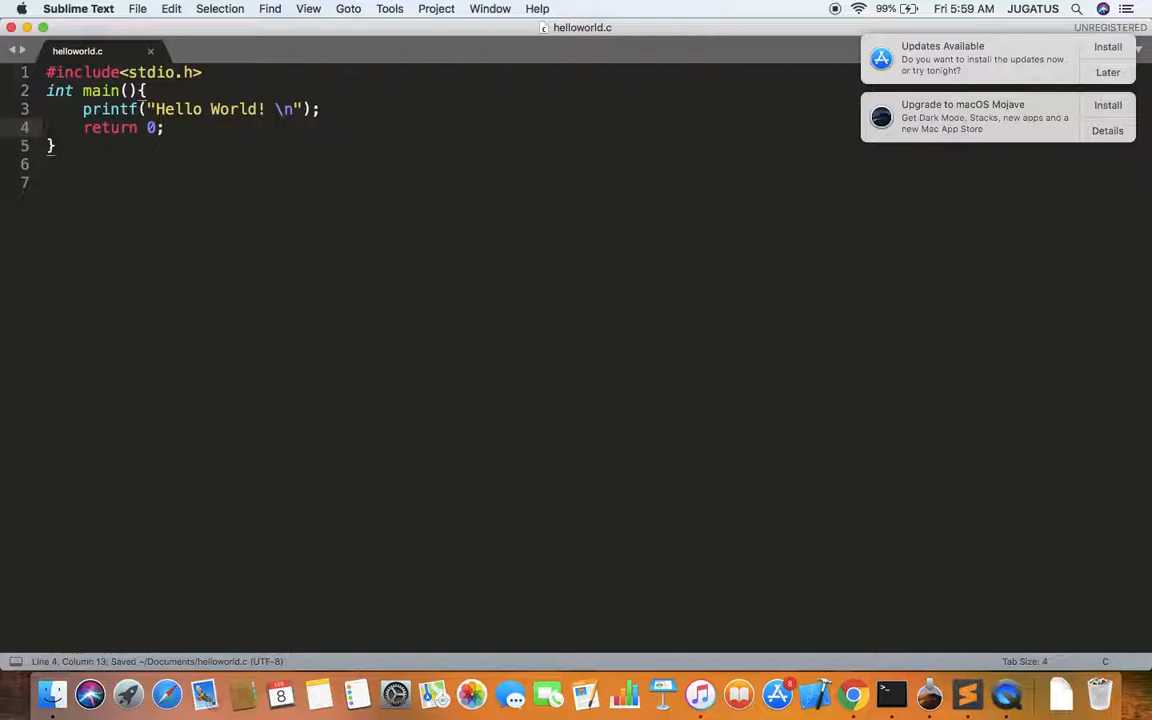 Sublime Text File Edit Selection Find View Goto Tools Project Window Help 99% Fri 5:59 AM JUGATUS
helloworld.c UNREGISTERED
helloworld.c
1 #include<stdio.h>
2 int main(){
3 printf("Hello World! \n");
4 return 0;
5 }
6
7
Updates Available
Do you want to install the updates now
or try tonight?
Install
Later
Upgrade to macOS Mojave
Get Dark Mode, Stacks, new apps and a
new Mac App Store
Install
Details
Line 4, Column 13; Saved ~/Documents/helloworld.c (UTF-8) Tab Size: 4 C
FEB
8
8
>_